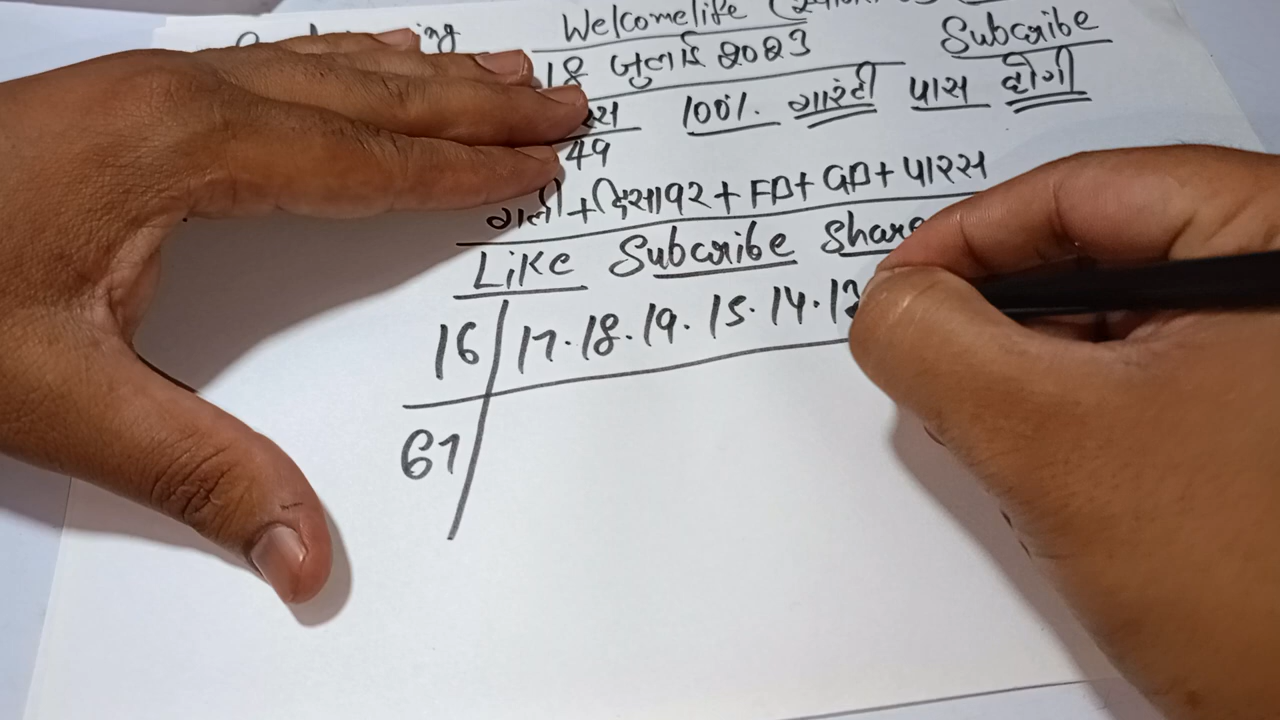 Welcomelife
18 जुलाई 2023 Subcribe
100%. गारंटी पास होगी
49
गली + दिसावर + FD + GD + पारस
Like Subcribe Share
16 17. 18. 19. 15. 14. 13
61